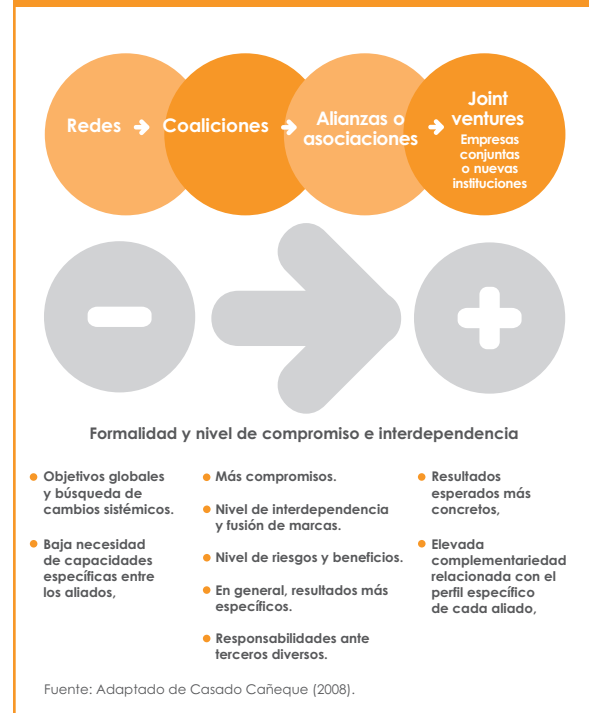 Redes
Coaliciones
Alianzas o
asociaciones
Joint
ventures
Empresas
conjuntas
o nuevas
instituciones
Formalidad y nivel de compromiso e interdependencia
Objetivos globales
y búsqueda de
cambios sistémicos.
Baja necesidad
de capacidades
específicas entre
los aliados,
Más compromisos.
Nivel de interdependencia
y fusión de marcas.
Nivel de riesgos y beneficios.
En general, resultados más
específicos.
Responsabilidades ante
terceros diversos.
Resultados
esperados más
concretos,
Elevada
complementariedad
relacionada con el
perfil específico
de cada aliado,
Fuente: Adaptado de Casado Cañeque (2008).